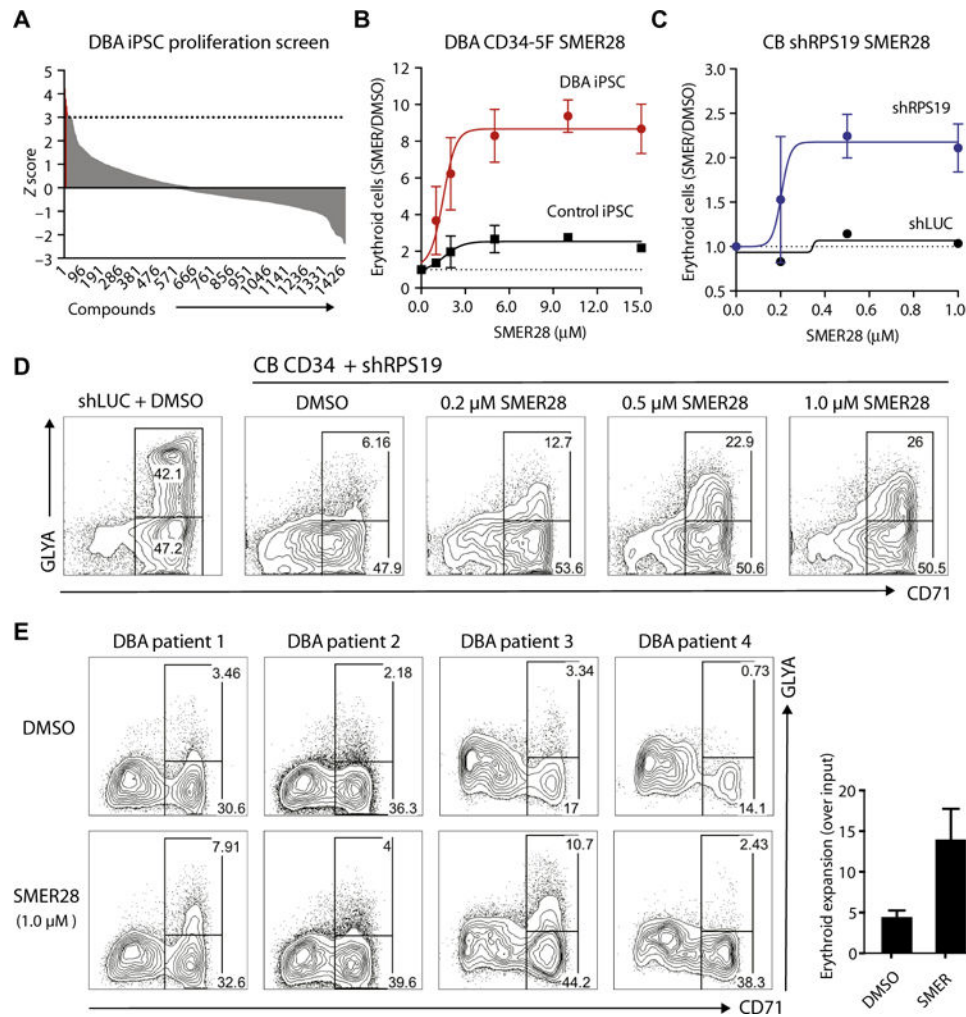 A
DBA iPSC proliferation screen
5
4
3
2
1
0
−1
−2
−3
Z score
1
96
191
286
381
476
571
666
761
856
951
1046
1141
1236
1331
1426
Compounds
B
DBA CD34-5F SMER28
12
10
8
6
4
2
0
Erythroid cells (SMER/DMSO)
DBA iPSC
Control iPSC
0.0 3.0 6.0 9.0 12.0 15.0
SMER28 (μM)
C
CB shRPS19 SMER28
3.0
2.5
2.0
1.5
1.0
0.5
Erythroid cells (SMER/DMSO)
shRPS19
shLUC
0.0 0.2 0.4 0.6 0.8 1.0
SMER28 (μM)
D
CB CD34 + shRPS19
shLUC + DMSO DMSO 0.2 μM SMER28 0.5 μM SMER28 1.0 μM SMER28
42.1 6.16 12.7 22.9 26
47.2 47.9 53.6 50.6 50.5
GLYA
CD71
E
DBA patient 1 DBA patient 2 DBA patient 3 DBA patient 4
DMSO
3.46 2.18 3.34 0.73
30.6 36.3 17 14.1
SMER28
(1.0 μM )
7.91 4 10.7 2.43
32.6 39.6 44.2 38.3
GLYA
CD71
20
15
10
5
0
Erythroid expansion (over input)
DMSO
SMER